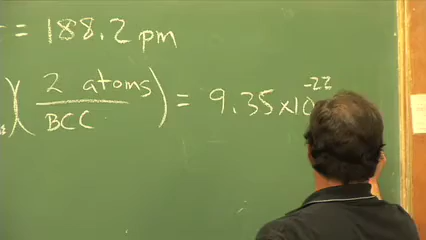 = 188.2 pm
)(2 atoms/BCC) = 9.35×10⁻²²